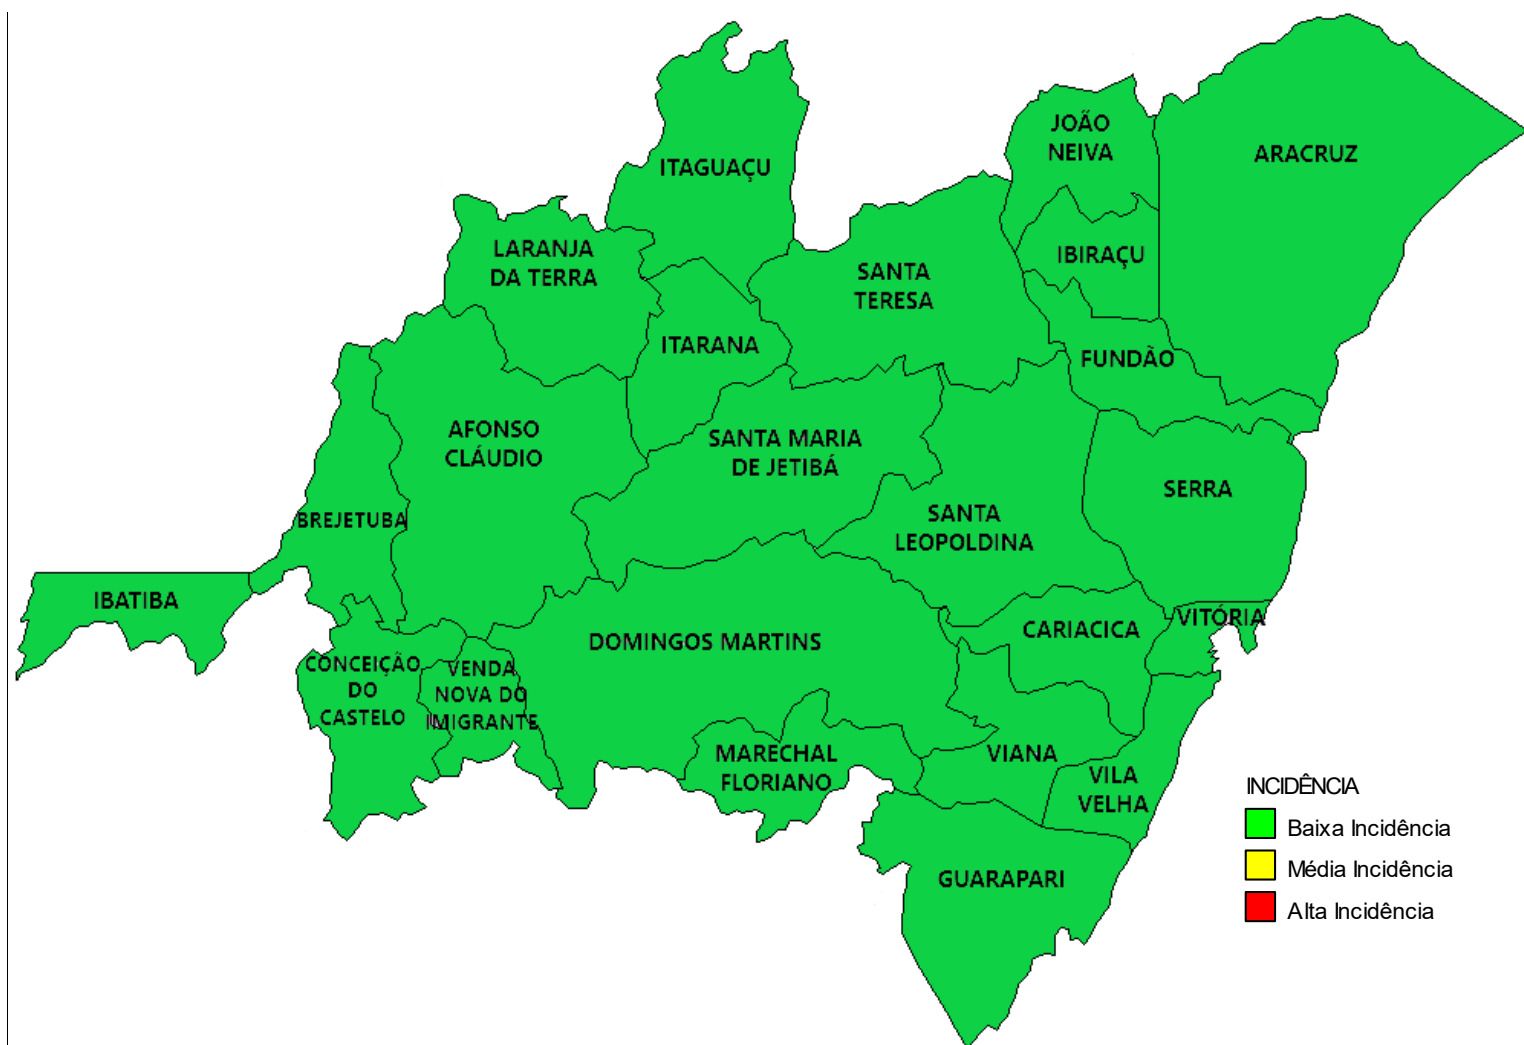 JOÃO
NEIVA
ARACRUZ
ITAGUAÇU
LARANJA
DA TERRA
IBIRAÇU
SANTA
TERESA
ITARANA
FUNDÃO
AFONSO
CLÁUDIO
SANTA MARIA
DE JETIBÁ
SERRA
BREJETUBA
SANTA
LEOPOLDINA
IBATIBA
VITÓRIA
CARIACICA
DOMINGOS MARTINS
CONCEIÇÃO
DO
CASTELO
VENDA
NOVA DO
IMIGRANTE
MARECHAL
FLORIANO
VIANA
VILA
VELHA
GUARAPARI
INCIDÊNCIA
Baixa Incidência
Média Incidência
Alta Incidência